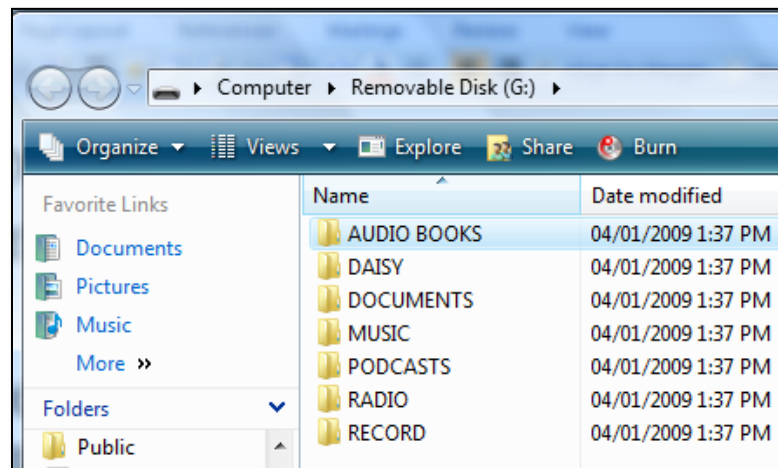 Computer Removable Disk (G:)
Organize Views Explore Share Burn
Favorite Links
Documents
Pictures
Music
More »
Folders
Public
Name Date modified
AUDIO BOOKS 04/01/2009 1:37 PM
DAISY 04/01/2009 1:37 PM
DOCUMENTS 04/01/2009 1:37 PM
MUSIC 04/01/2009 1:37 PM
PODCASTS 04/01/2009 1:37 PM
RADIO 04/01/2009 1:37 PM
RECORD 04/01/2009 1:37 PM